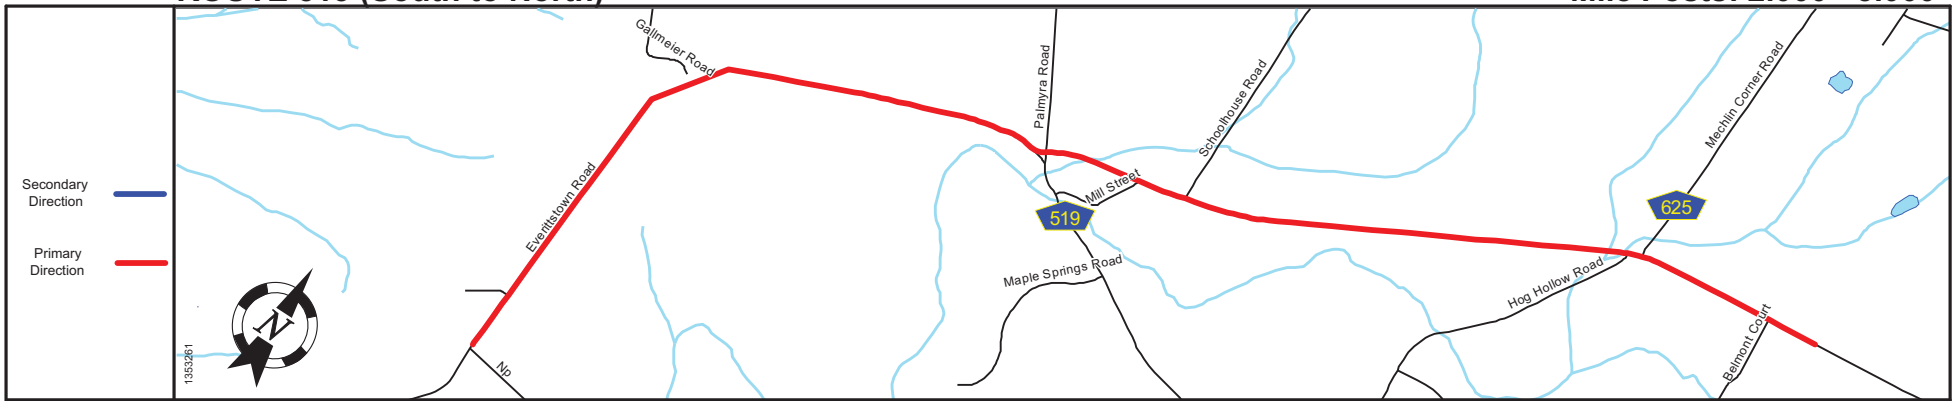 Secondary
Direction
Primary
Direction
1353261
N
Gallmeier Road
Everittstown Road
Np
Palmyra Road
Mill Street
519
Maple Springs Road
Schoolhouse Road
Mechlin Corner Road
625
Hog Hollow Road
Belmont Court